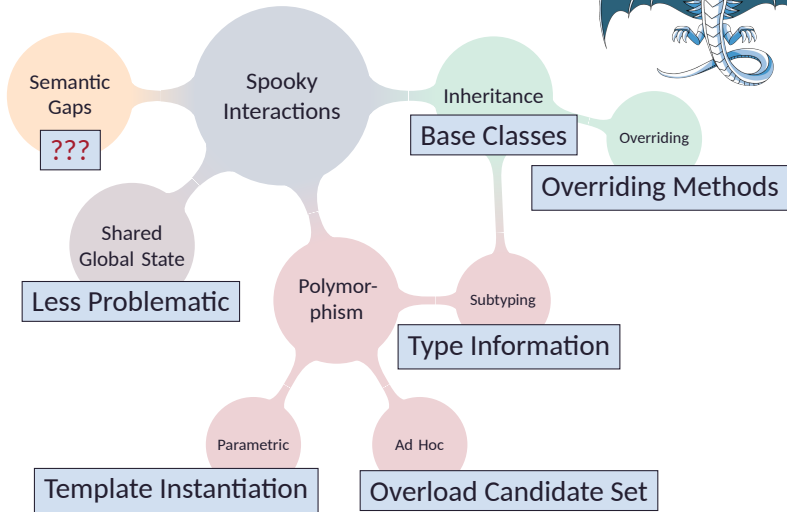 Semantic
Gaps
???
Spooky
Interactions
Inheritance
Base Classes
Overriding
Overriding Methods
Shared
Global State
Less Problematic
Polymor-
phism
Subtyping
Type Information
Parametric
Template Instantiation
Ad Hoc
Overload Candidate Set